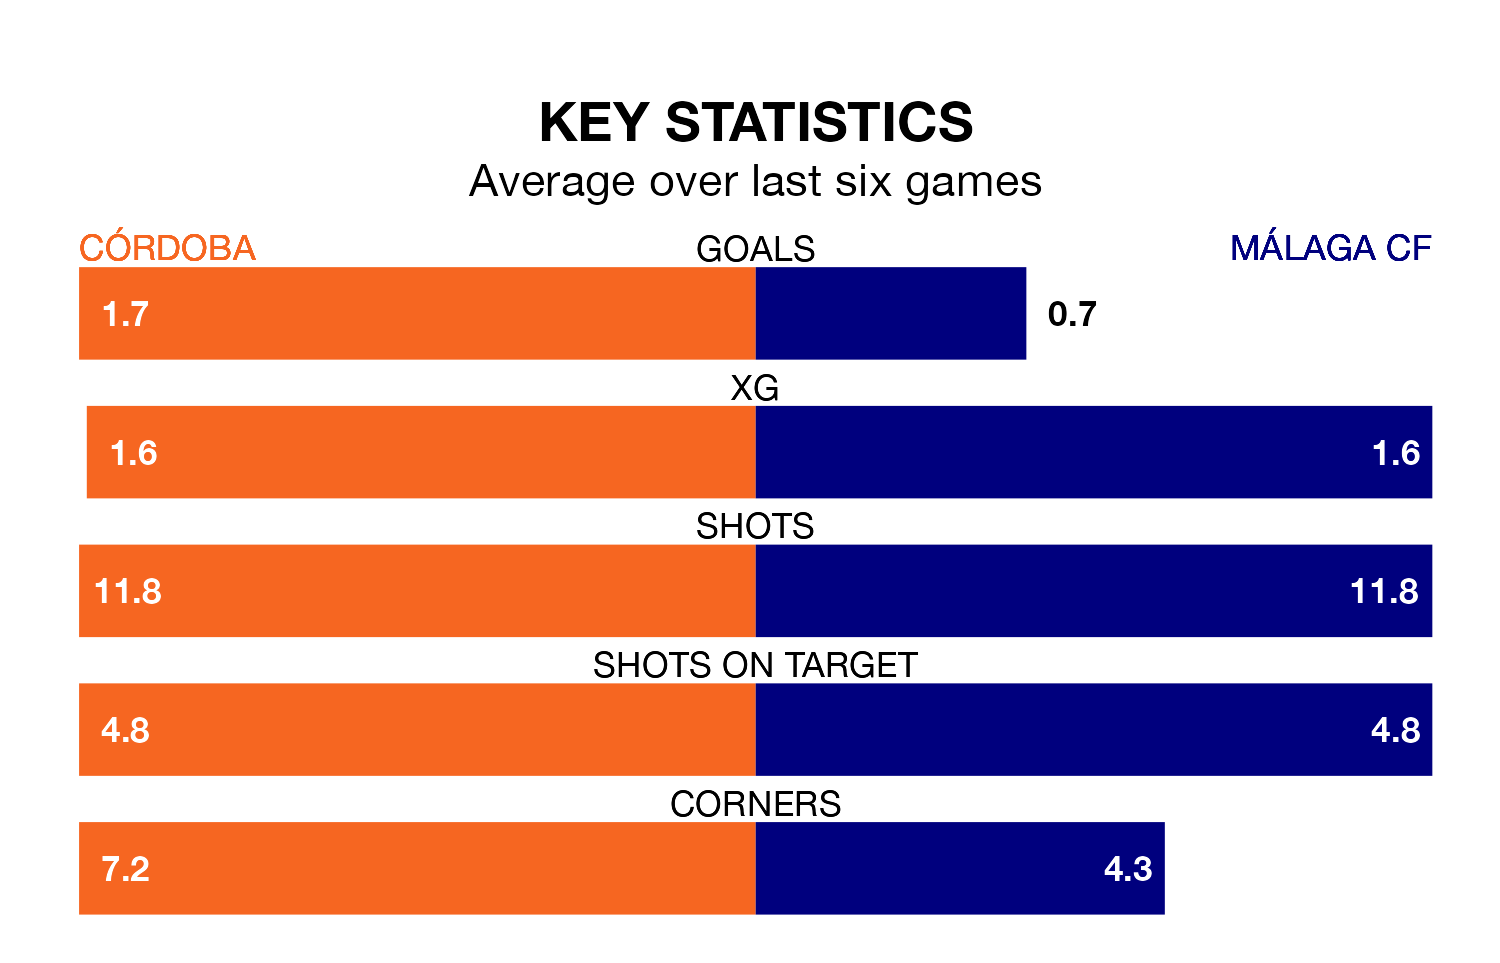 KEY STATISTICS
Average over last six games
CÓRDOBA GOALS MÁLAGA CF
1.7 0.7
XG
1.6 1.6
SHOTS
11.8 11.8
SHOTS ON TARGET
4.8 4.8
CORNERS
7.2 4.3